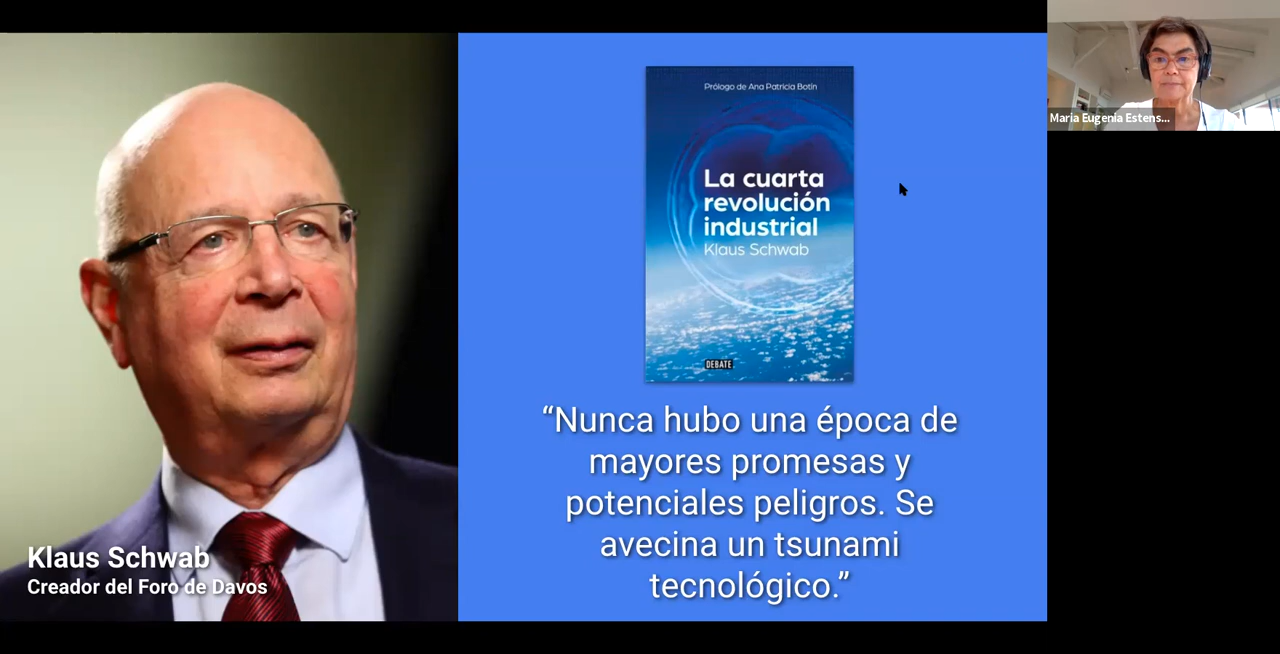 Klaus Schwab
Creador del Foro de Davos
Prólogo de Ana Patricia Botín
La cuarta
revolución
industrial
Klaus Schwab
DEBATE
“Nunca hubo una época de
mayores promesas y
potenciales peligros. Se
avecina un tsunami
tecnológico.”
Maria Eugenia Estens...